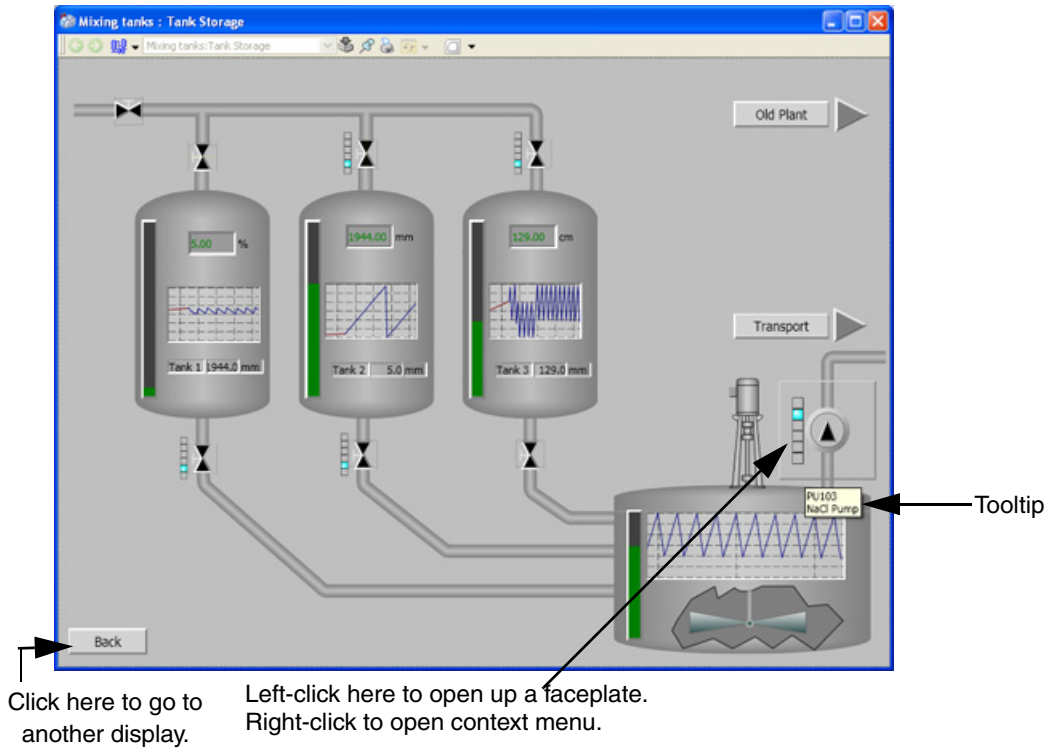 Mixing tanks : Tank Storage
Mixing tanks:Tank Storage
Old Plant
5.00 %
1944.00 mm
129.00 cm
Transport
Tank 1 1944.0 mm
Tank 2 5.0 mm
Tank 3 129.0 mm
PU103
NaCl Pump
Tooltip
Back
Click here to go to
another display.
Left-click here to open up a faceplate.
Right-click to open context menu.